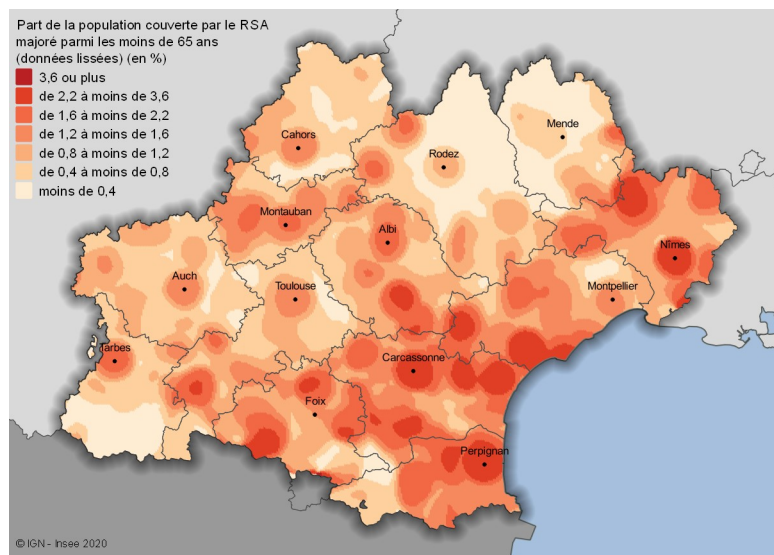 Part de la population couverte par le RSA
majoré parmi les moins de 65 ans
(données lissées) (en %)
3,6 ou plus
de 2,2 à moins de 3,6
de 1,6 à moins de 2,2
de 1,2 à moins de 1,6
de 0,8 à moins de 1,2
de 0,4 à moins de 0,8
moins de 0,4
Mende
Cahors
Rodez
Montauban
Albi
Nîmes
Auch
Toulouse
Montpellier
Tarbes
Carcassonne
Foix
Perpignan
© IGN - Insee 2020